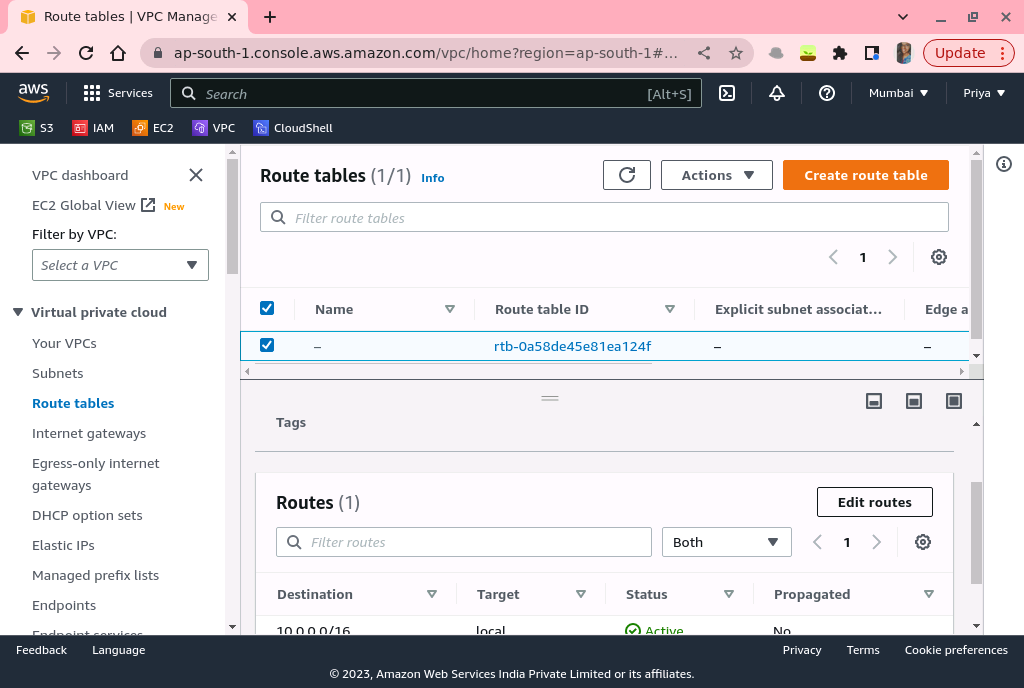 Route tables | VPC Manage
ap-south-1.console.aws.amazon.com/vpc/home?region=ap-south-1#...
Update
aws
Services
Search
[Alt+S]
Mumbai
Priya
S3
IAM
EC2
VPC
CloudShell
VPC dashboard
EC2 Global View
New
Filter by VPC:
Select a VPC
Virtual private cloud
Your VPCs
Subnets
Route tables
Internet gateways
Egress-only internet
gateways
DHCP option sets
Elastic IPs
Managed prefix lists
Endpoints
Endpoint services
Route tables (1/1) Info
Actions
Create route table
Filter route tables
1
Name
Route table ID
Explicit subnet associat...
Edge a
–
rtb-0a58de45e81ea124f
–
–
Tags
Routes (1)
Edit routes
Filter routes
Both
1
Destination
Target
Status
Propagated
10.0.0.0/16
local
Active
No
Feedback
Language
Privacy
Terms
Cookie preferences
© 2023, Amazon Web Services India Private Limited or its affiliates.